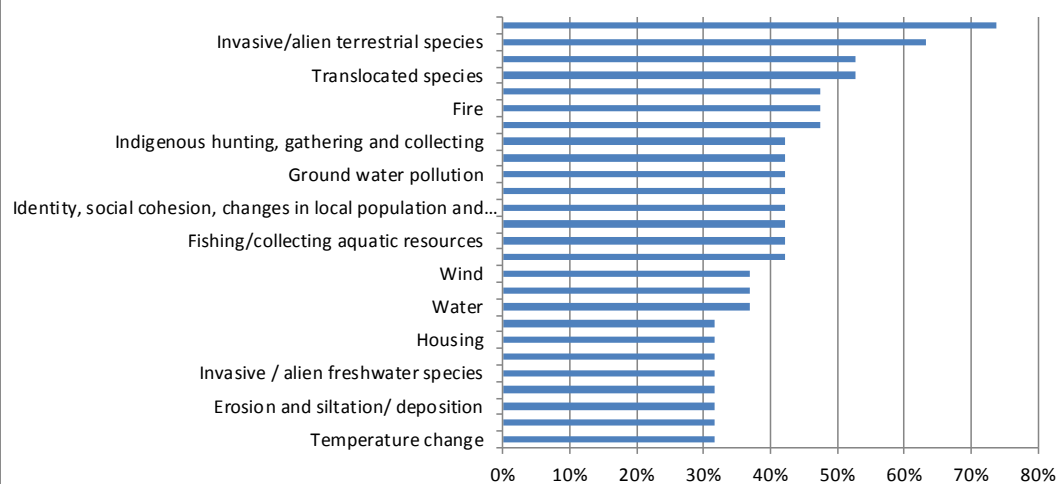 Invasive/alien terrestrial species
Translocated species
Fire
Indigenous hunting, gathering and collecting
Ground water pollution
Identity, social cohesion, changes in local population and...
Fishing/collecting aquatic resources
Wind
Water
Housing
Invasive / alien freshwater species
Erosion and siltation/ deposition
Temperature change
0% 10% 20% 30% 40% 50% 60% 70% 80%